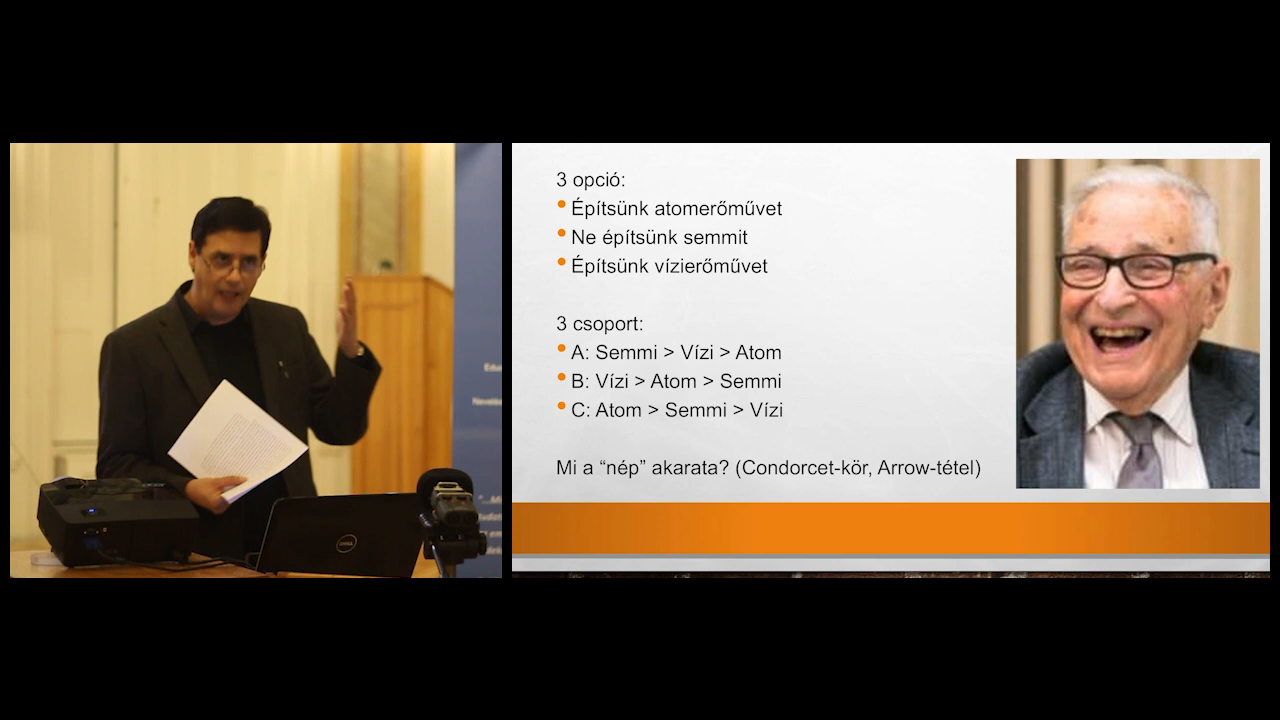 3 opció:
Építsünk atomerőművet
Ne építsünk semmit
Építsünk vízierőművet
3 csoport:
A: Semmi > Vízi > Atom
B: Vízi > Atom > Semmi
C: Atom > Semmi > Vízi
Mi a “nép” akarata? (Condorcet-kör, Arrow-tétel)
DELL